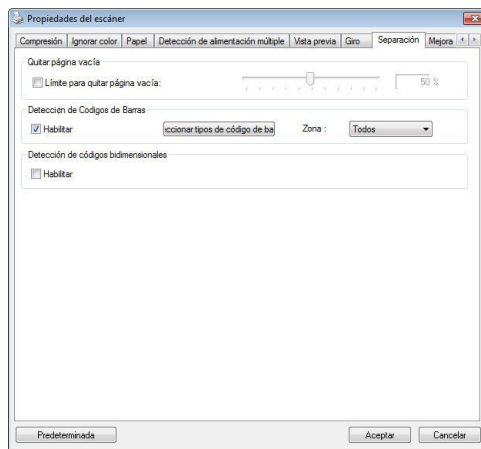 Propiedades del escáner
Compresión Ignorar color Papel Detección de alimentación múltiple Vista previa Giro Separación Mejora
Quitar página vacía
Límite para quitar página vacía: 50 %
Detección de Codigos de Barras
Habilitar ccionar tipos de código de ba Zona : Todos
Detección de códigos bidimensionales
Habilitar
Predeterminada Aceptar Cancelar